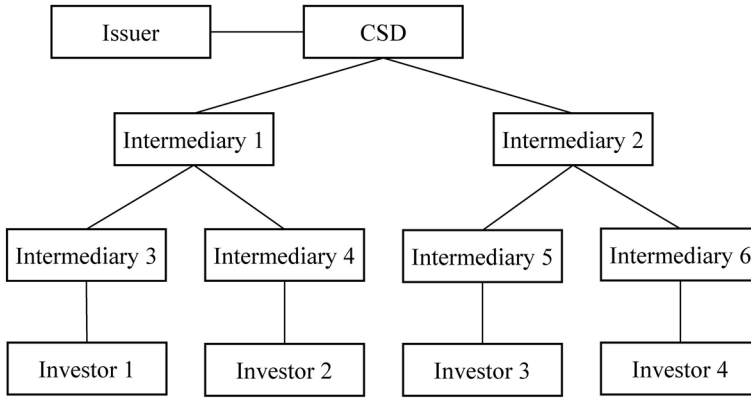 Issuer
CSD
Intermediary 1
Intermediary 2
Intermediary 3
Intermediary 4
Intermediary 5
Intermediary 6
Investor 1
Investor 2
Investor 3
Investor 4